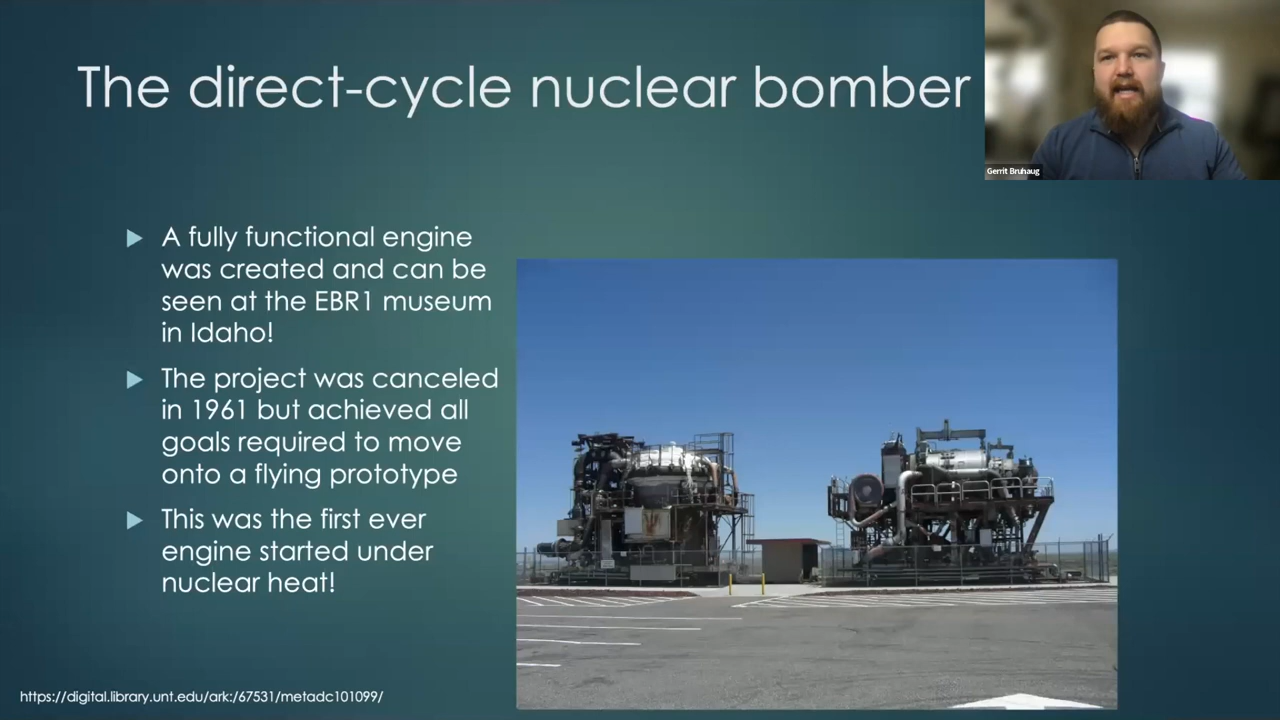 The direct-cycle nuclear bomber
Gerrit Bruhaug
A fully functional engine
was created and can be
seen at the EBR1 museum
in Idaho!
The project was canceled
in 1961 but achieved all
goals required to move
onto a flying prototype
This was the first ever
engine started under
nuclear heat!
https://digital.library.unt.edu/ark:/67531/metadc101099/